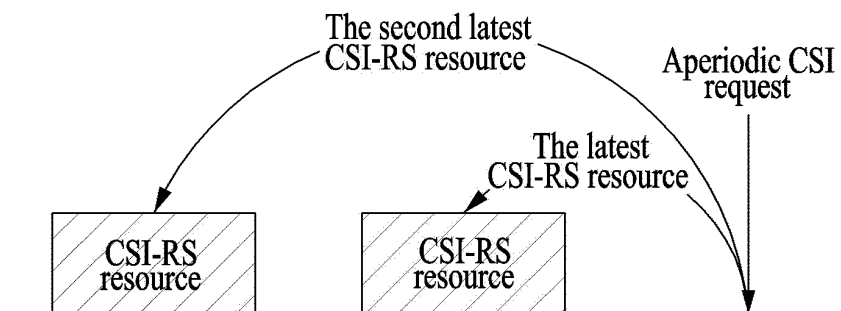 The second latest
CSI-RS resource
Aperiodic CSI
request
The latest
CSI-RS resource
CSI-RS
resource
CSI-RS
resource